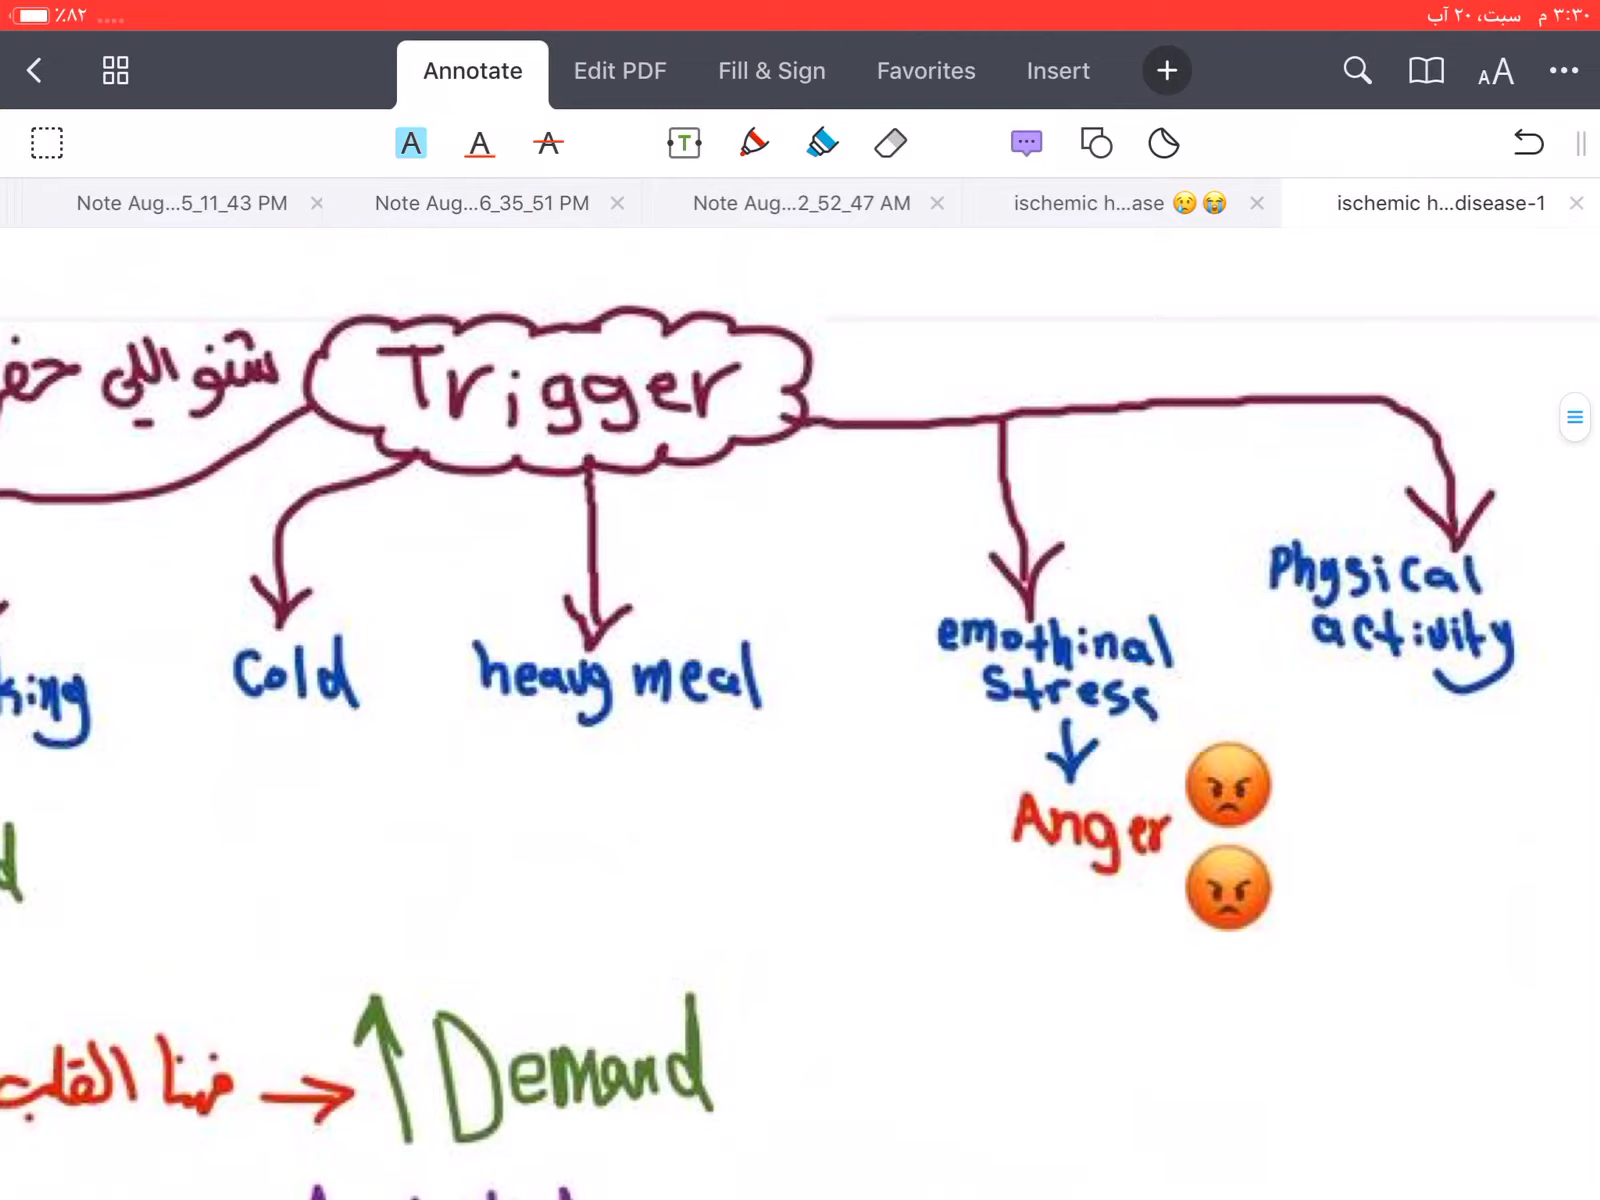 ٪٨٢ ٣:٣٠ م سبت، ٢٠ آب
Annotate Edit PDF Fill & Sign Favorites Insert
Note Aug...5_11_43 PM Note Aug...6_35_51 PM Note Aug...2_52_47 AM ischemic h...ase 😢 😭 ischemic h...disease-1
شنو اللي
Trigger
Cold
heavy meal
emothinal
stress
Physical
activity
Anger 😡
😡
فهنا القلب → ↑ Demand